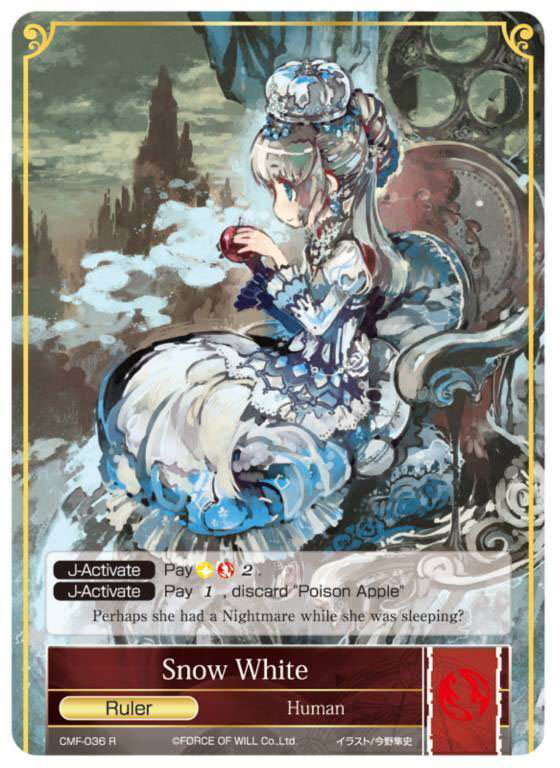 J-Activate Pay 2 .
J-Activate Pay 1 , discard "Poison Apple"
Perhaps she had a Nightmare while she was sleeping?
Snow White
Ruler Human
CMF-036 R ©FORCE OF WILL Co.,Ltd. イラスト/今野隼史